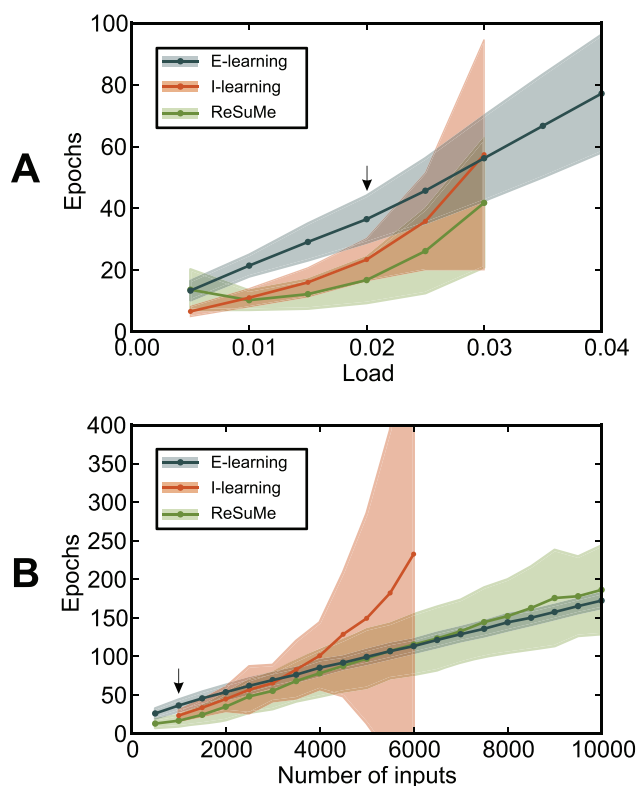 A
100
80
60
40
20
0
Epochs
E-learning
I-learning
ReSuMe
0.00 0.01 0.02 0.03 0.04
Load
B
400
350
300
250
200
150
100
50
0
Epochs
E-learning
I-learning
ReSuMe
2000 4000 6000 8000 10000
Number of inputs